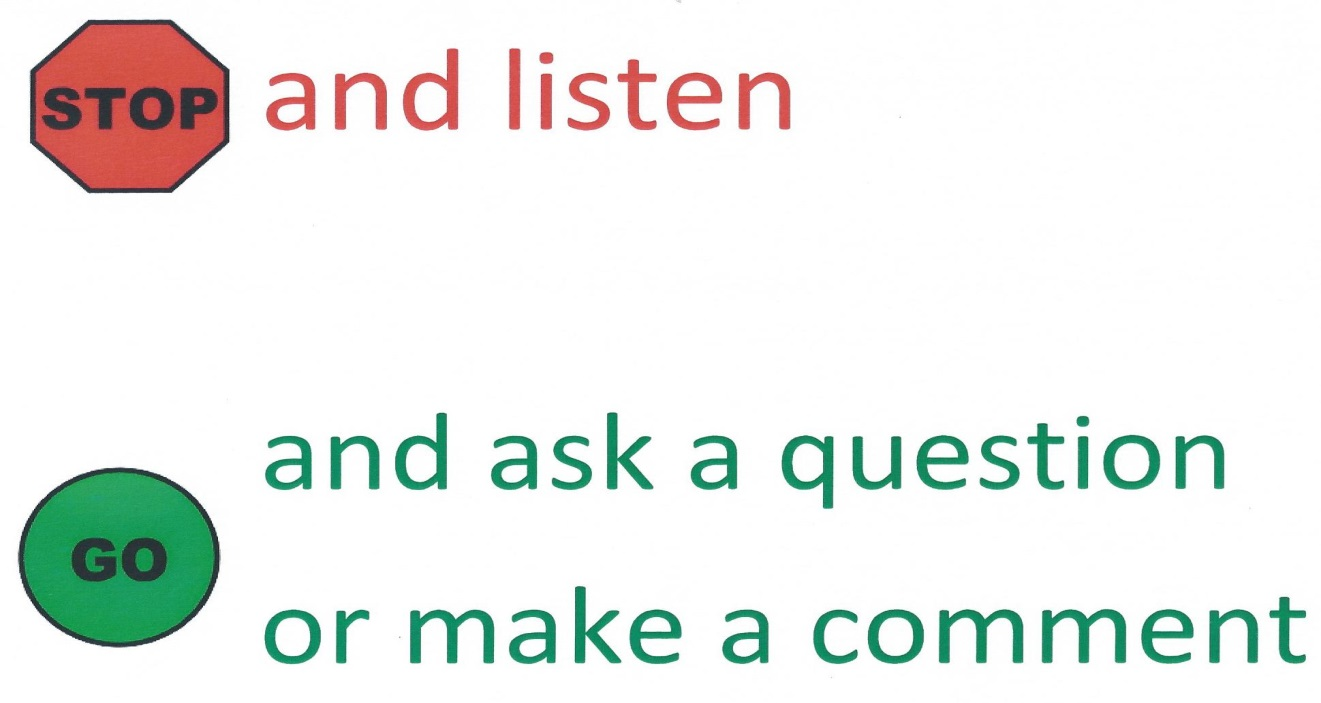 STOP and listen
and ask a question
GO
or make a comment